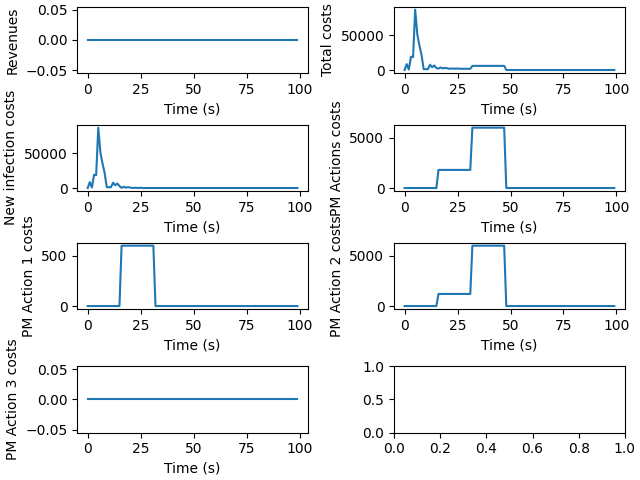 Revenues
0.05
0.00
−0.05
0 25 50 75 100
Time (s)
Total costs
50000
0
0 25 50 75 100
Time (s)
New infection costs
50000
0
0 25 50 75 100
Time (s)
PM Actions costs
5000
0
0 25 50 75 100
Time (s)
PM Action 1 costs
500
0
0 25 50 75 100
Time (s)
PM Action 2 costs
5000
0
0 25 50 75 100
Time (s)
PM Action 3 costs
0.05
0.00
−0.05
0 25 50 75 100
Time (s)
1.0
0.5
0.0
0.0 0.2 0.4 0.6 0.8 1.0